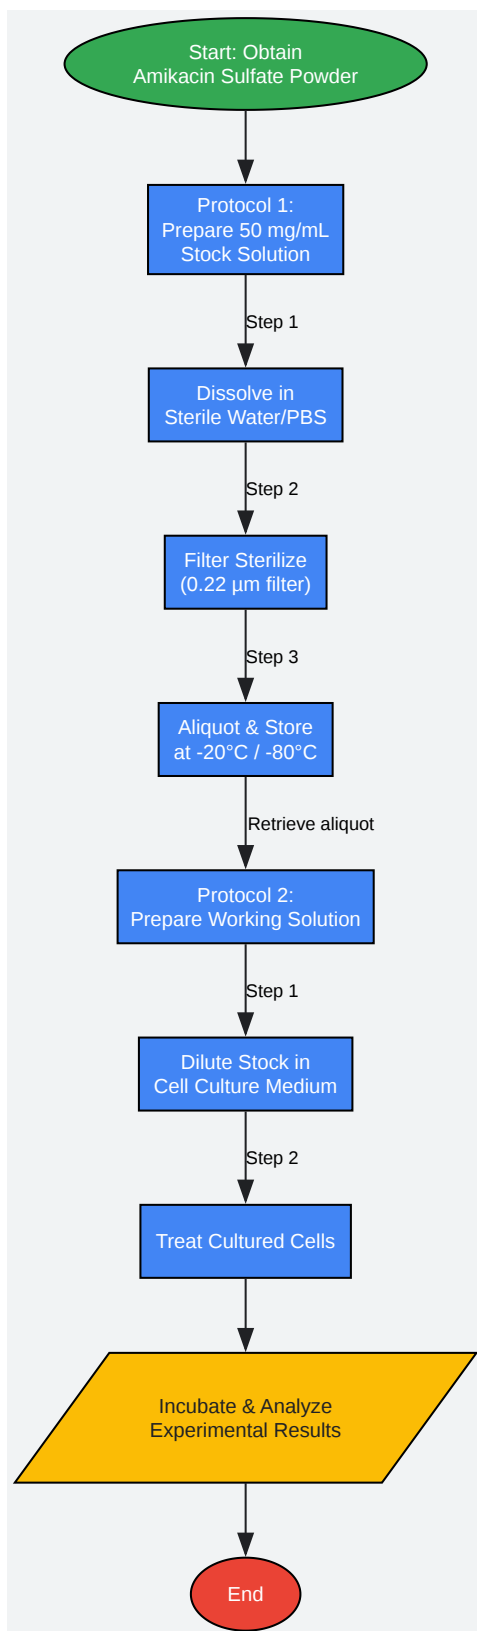 Start: Obtain
Amikacin Sulfate Powder
Protocol 1:
Prepare 50 mg/mL
Stock Solution
Step 1
Dissolve in
Sterile Water/PBS
Step 2
Filter Sterilize
(0.22 µm filter)
Step 3
Aliquot & Store
at -20°C / -80°C
Retrieve aliquot
Protocol 2:
Prepare Working Solution
Step 1
Dilute Stock in
Cell Culture Medium
Step 2
Treat Cultured Cells
Incubate & Analyze
Experimental Results
End